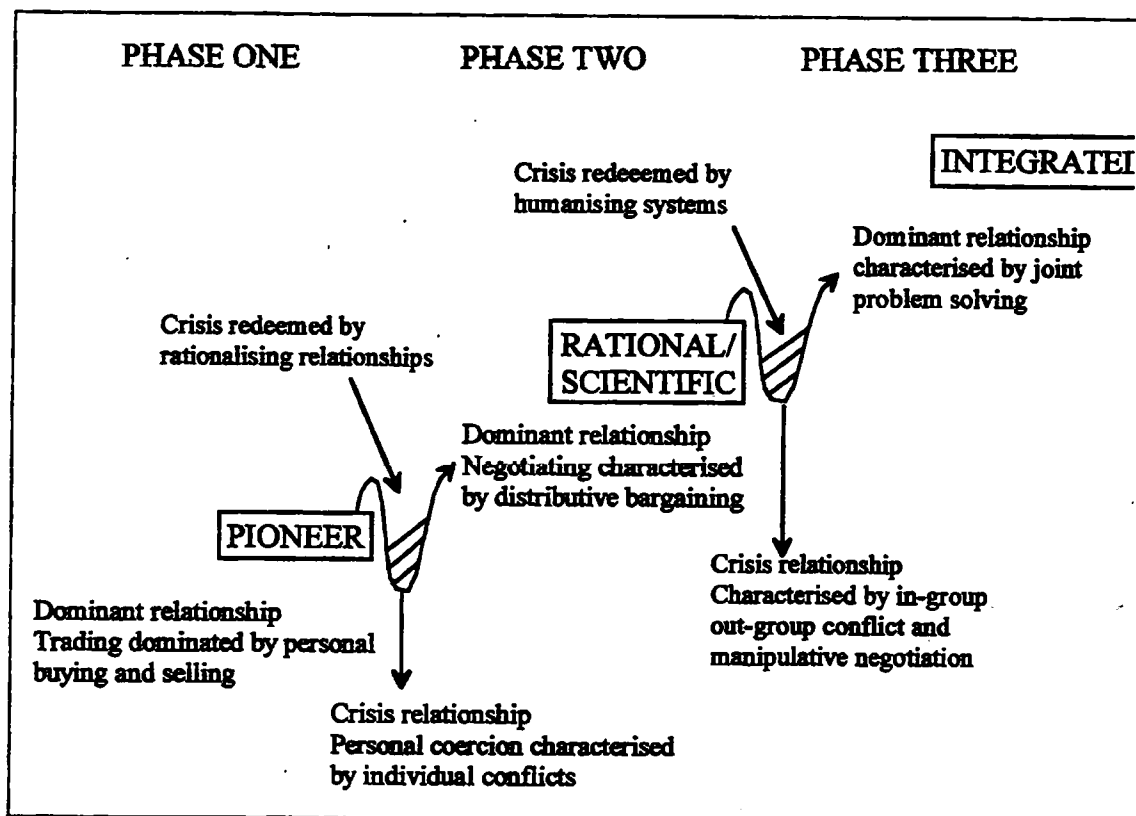 PHASE ONE
PHASE TWO
PHASE THREE
INTEGRATEI
Crisis redeeemed by
humanising systems
Dominant relationship
characterised by joint
problem solving
Crisis redeemed by
rationalising relationships
RATIONAL/
SCIENTIFIC
Dominant relationship
Negotiating characterised
by distributive bargaining
PIONEER
Crisis relationship
Characterised by in-group
out-group conflict and
manipulative negotiation
Dominant relationship
Trading dominated by personal
buying and selling
Crisis relationship
Personal coercion characterised
by individual conflicts